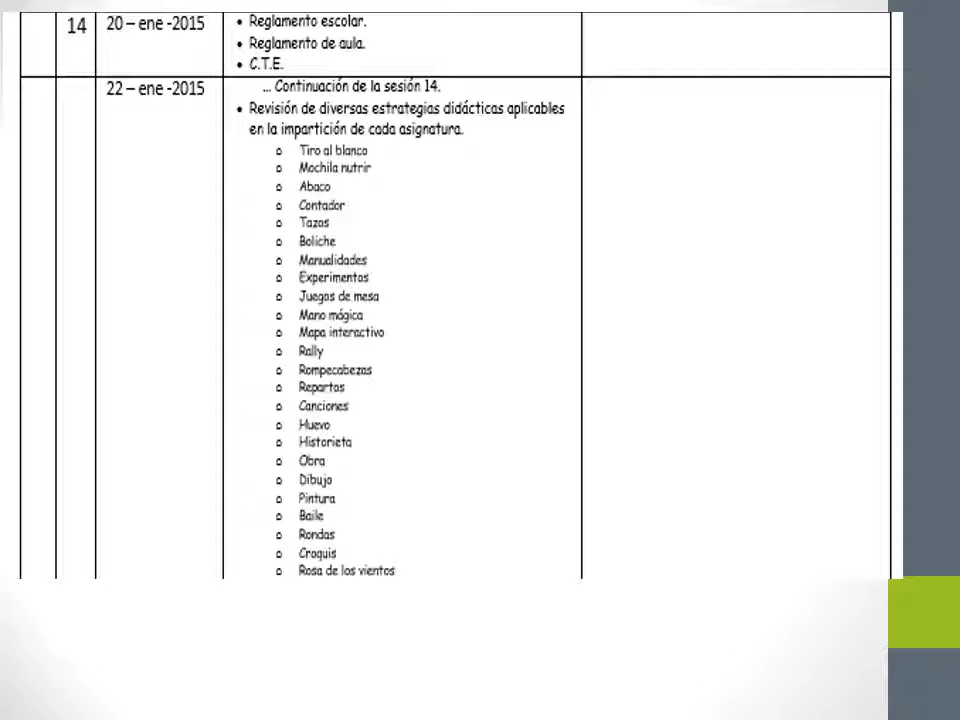 14
20 – ene -2015
• Reglamento escolar.
• Reglamento de aula.
• C.T.E.
22 – ene -2015
... Continuación de la sesión 14.
• Revisión de diversas estrategias didácticas aplicables
en la impartición de cada asignatura.
o Tiro al blanco
o Mochila nutrir
o Abaco
o Contador
o Tazos
o Boliche
o Manualidades
o Experimentos
o Juegos de mesa
o Mano mágica
o Mapa interactivo
o Rally
o Rompecabezas
o Repartos
o Canciones
o Huevo
o Historieta
o Obra
o Dibujo
o Pintura
o Baile
o Rondas
o Croquis
o Rosa de los vientos